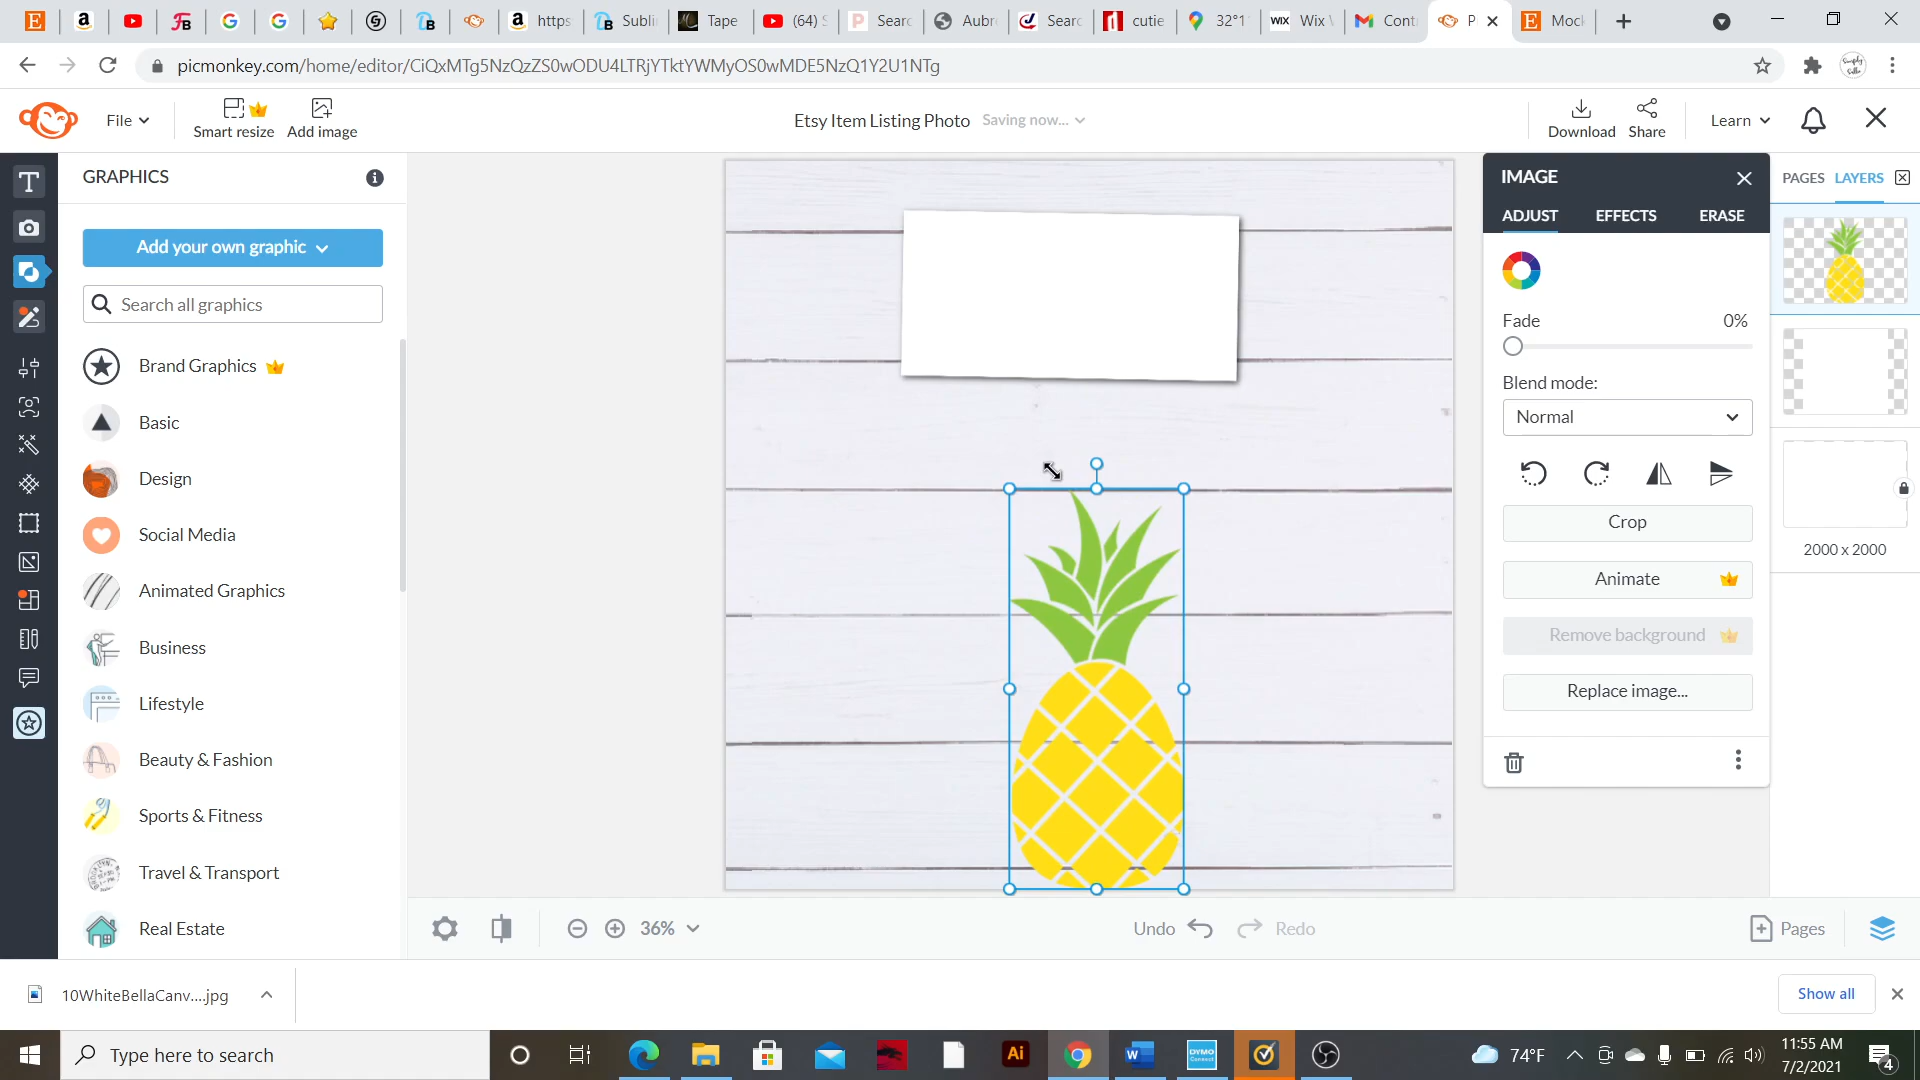 https
Subli
Tape
(64) S
Searc
Aubr
Searc
cutie
32°1'
Wix W
Cont
P
Mock
picmonkey.com/home/editor/CiQxMTg5NzQzZS0wODU4LTRjYTktYWMyOS0wMDE5NzQ1Y2U1NTg
File
Smart resize
Add image
Etsy Item Listing Photo Saving now...
Download
Share
Learn
GRAPHICS
Add your own graphic
Search all graphics
Brand Graphics
Basic
Design
Social Media
Animated Graphics
Business
Lifestyle
Beauty & Fashion
Sports & Fitness
Travel & Transport
Real Estate
IMAGE
ADJUST EFFECTS ERASE
Fade 0%
Blend mode:
Normal
Crop
Animate
Remove background
Replace image...
PAGES LAYERS
2000 x 2000
36%
Undo
Redo
Pages
10WhiteBellaCanv....jpg
Show all
Type here to search
Ai
DYMO
74°F
11:55 AM
7/2/2021
4